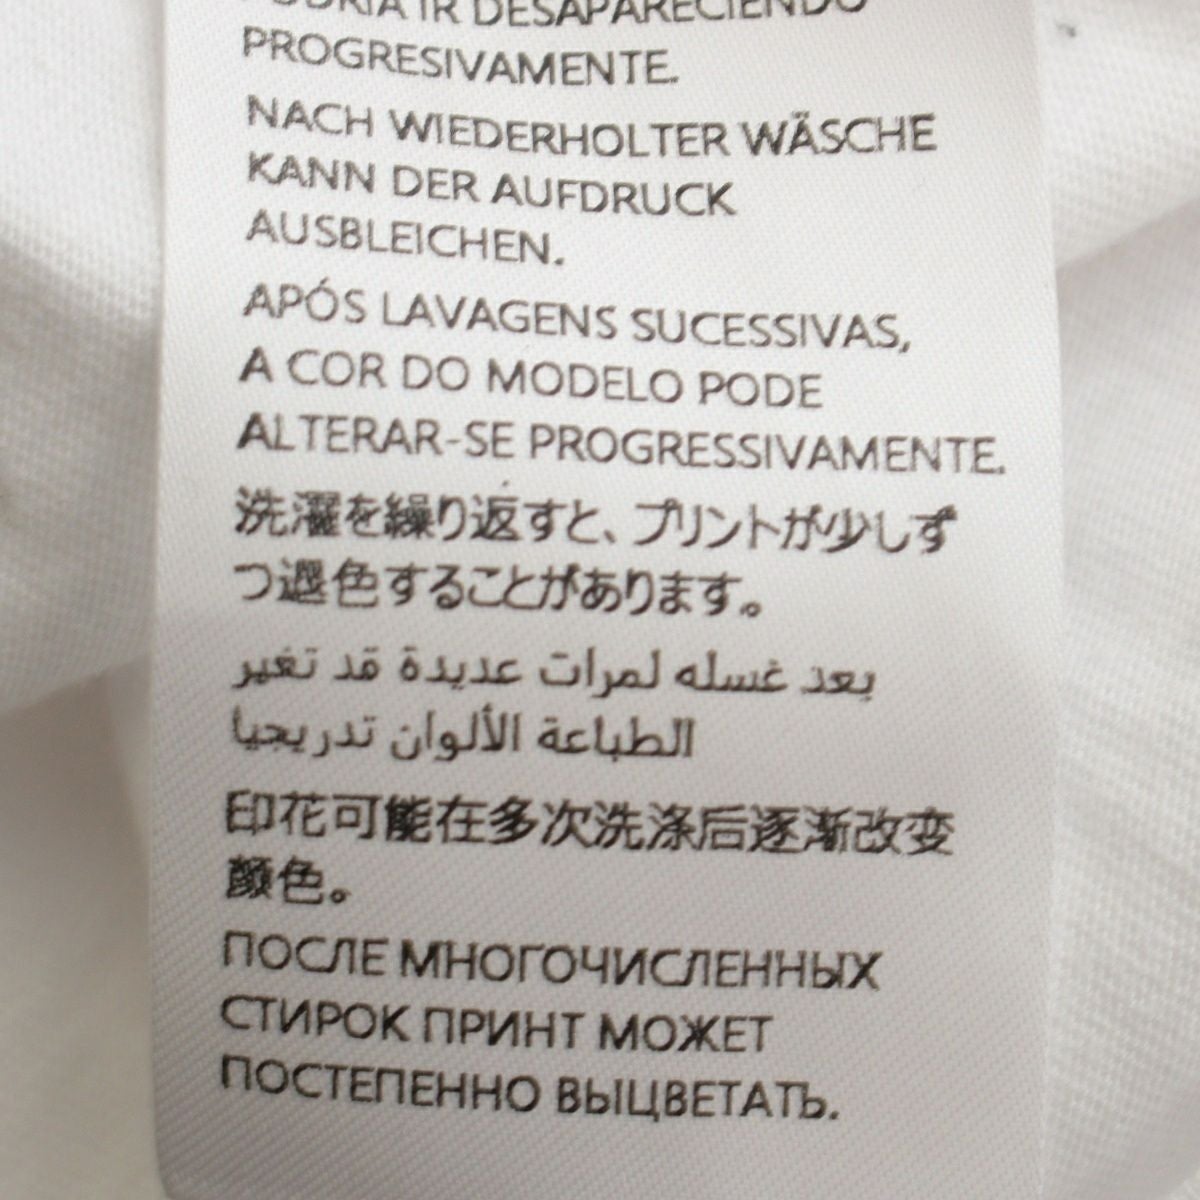 PODRÍA IR DESAPARECIENDO
PROGRESIVAMENTE.
NACH WIEDERHOLTER WÄSCHE
KANN DER AUFDRUCK
AUSBLEICHEN.
APÓS LAVAGENS SUCESSIVAS,
A COR DO MODELO PODE
ALTERAR-SE PROGRESSIVAMENTE.
洗濯を繰り返すと、プリントが少しず
つ退色することがあります。
بعد غسله لمرات عديدة قد تغير
الطباعة الألوان تدريجيا
印花可能在多次洗涤后逐渐改变
颜色。
ПОСЛЕ МНОГОЧИСЛЕННЫХ
СТИРОК ПРИНТ МОЖЕТ
ПОСТЕПЕННО ВЫЦВЕТАТЬ.